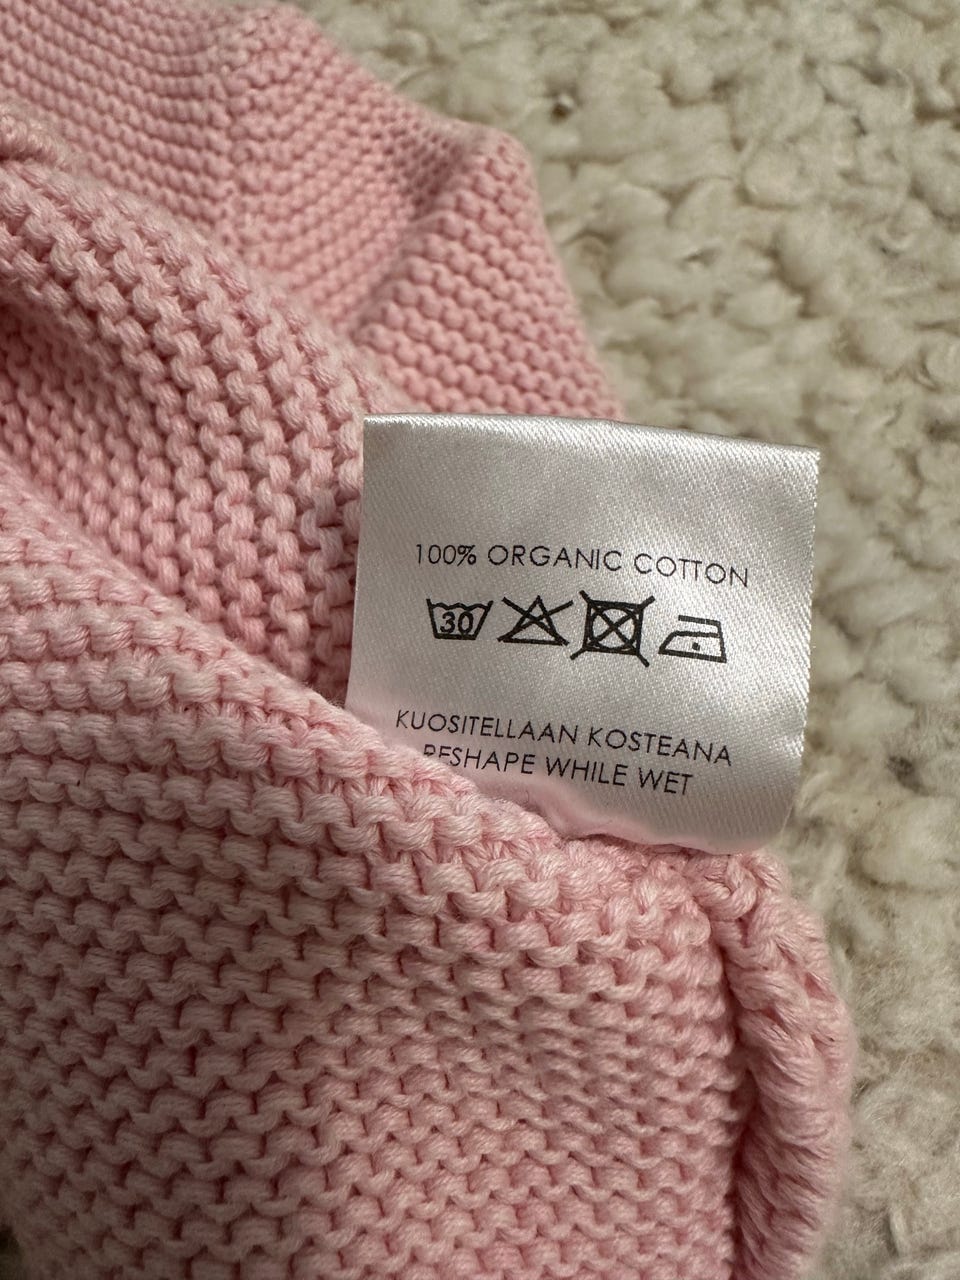 100% ORGANIC COTTON
30
KUOSITELLAAN KOSTEANA
RESHAPE WHILE WET